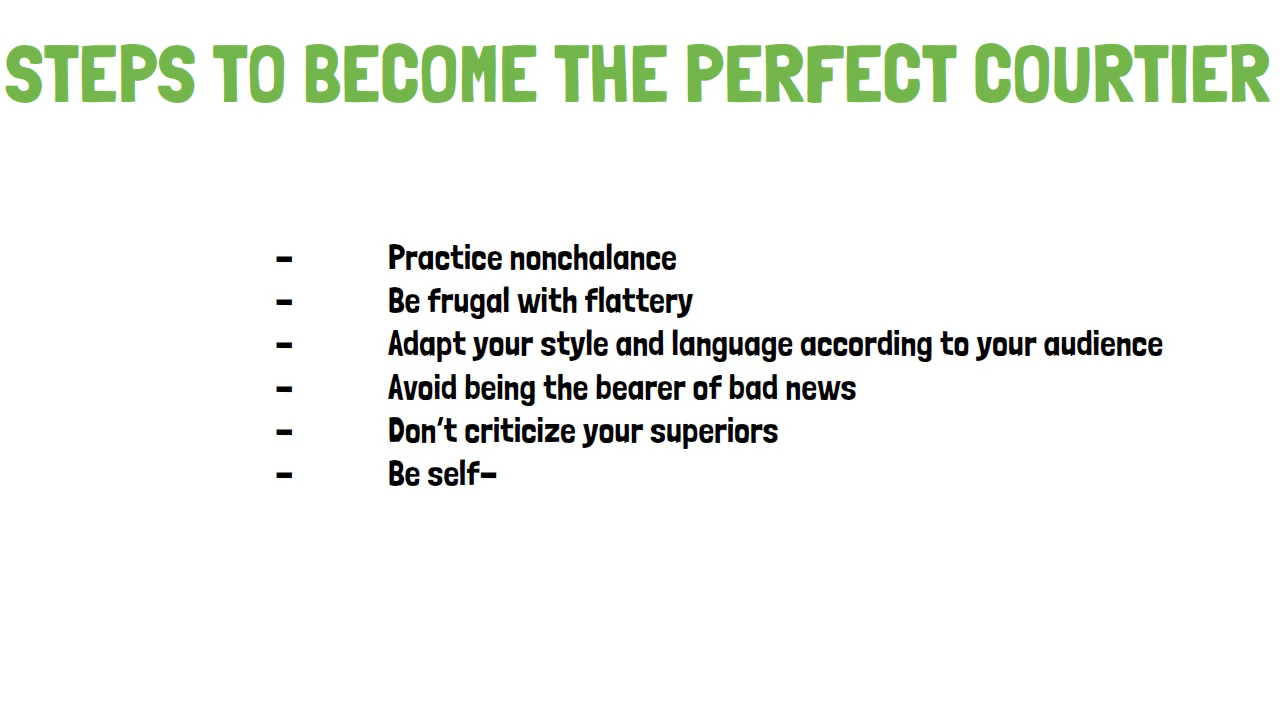 STEPS TO BECOME THE PERFECT COURTIER
- Practice nonchalance
- Be frugal with flattery
- Adapt your style and language according to your audience
- Avoid being the bearer of bad news
- Don't criticize your superiors
- Be self-